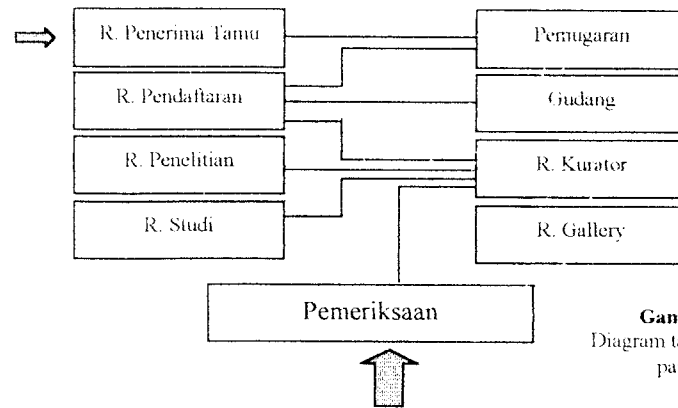 R. Penerima Tamu
Pemugaran
R. Pendaftaran
Gudang
R. Penelitian
R. Kurator
R. Studi
R. Gallery
Pemeriksaan
Diagram